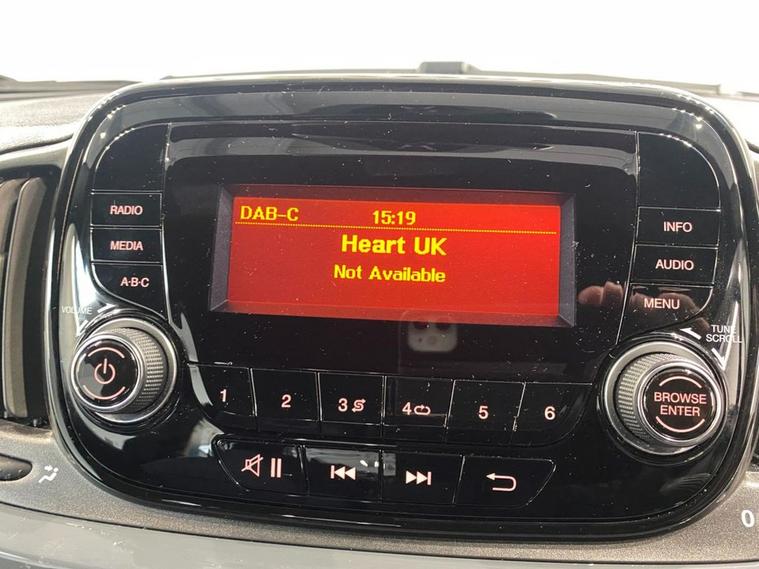 DAB-C 15:19
Heart UK
Not Available
RADIO
MEDIA
A·B·C
VOLUME
INFO
AUDIO
MENU
TUNE
SCROLL
BROWSE
ENTER
1 2 3 4 5 6
0